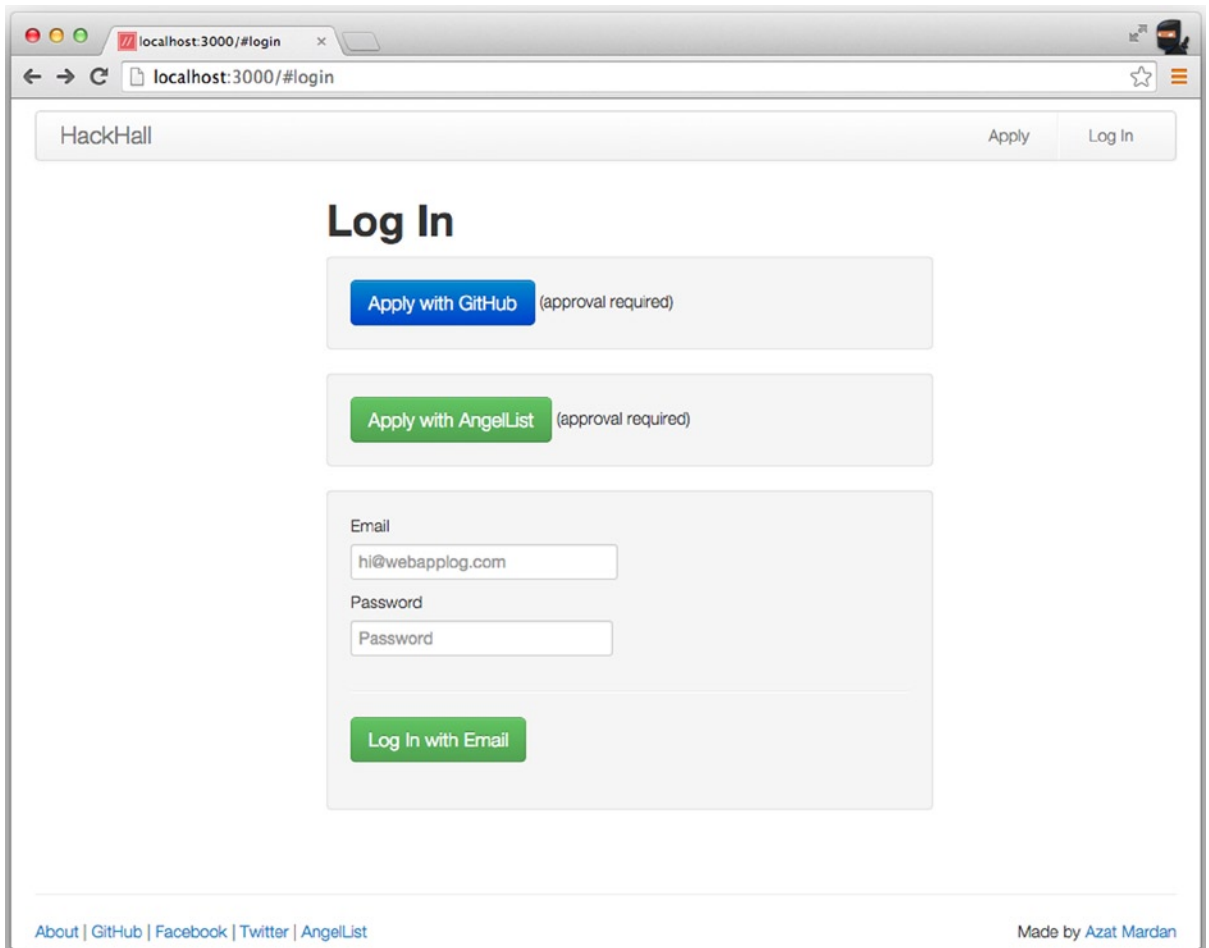 localhost:3000/#login
localhost:3000/#login
HackHall Apply Log In
Log In
Apply with GitHub (approval required)
Apply with AngelList (approval required)
Email
hi@webapplog.com
Password
Password
Log In with Email
About | GitHub | Facebook | Twitter | AngelList Made by Azat Mardan